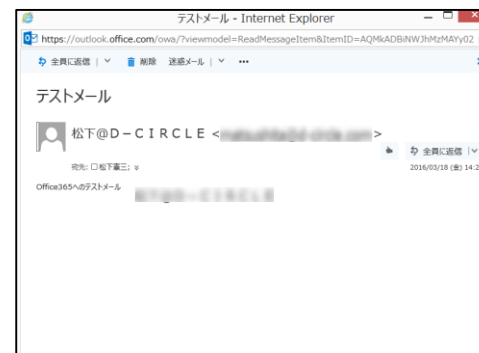 テストメール - Internet Explorer
https://outlook.office.com/owa/?viewmodel=ReadMessageItem&ItemID=AQMkADBiNWJhMzMAYy02
全員に返信 | 削除 迷惑メール | •••
テストメール
松下@D-CIRCLE < >
全員に返信 |
宛先: 松下憲三;
2016/03/18 (金) 14:2
Office365へのテストメール